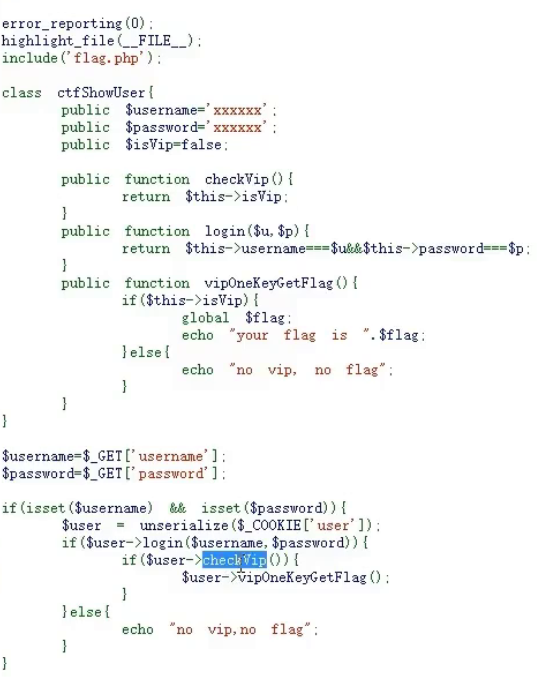 error_reporting(0);
highlight_file(__FILE__);
include('flag.php');
class ctfShowUser{
public $username='xxxxxx';
public $password='xxxxxx';
public $isVip=false;
public function checkVip(){
return $this->isVip;
}
public function login($u,$p){
return $this->username===$u&&$this->password===$p;
}
public function vipOneKeyGetFlag(){
if($this->isVip){
global $flag;
echo "your flag is ".$flag;
}else{
echo "no vip, no flag";
}
}
}
$username=$_GET['username'];
$password=$_GET['password'];
if(isset($username) && isset($password)){
$user = unserialize($_COOKIE['user']);
if($user->login($username,$password)){
if($user->checkVip()){
$user->vipOneKeyGetFlag();
}
}else{
echo "no vip,no flag";
}
}